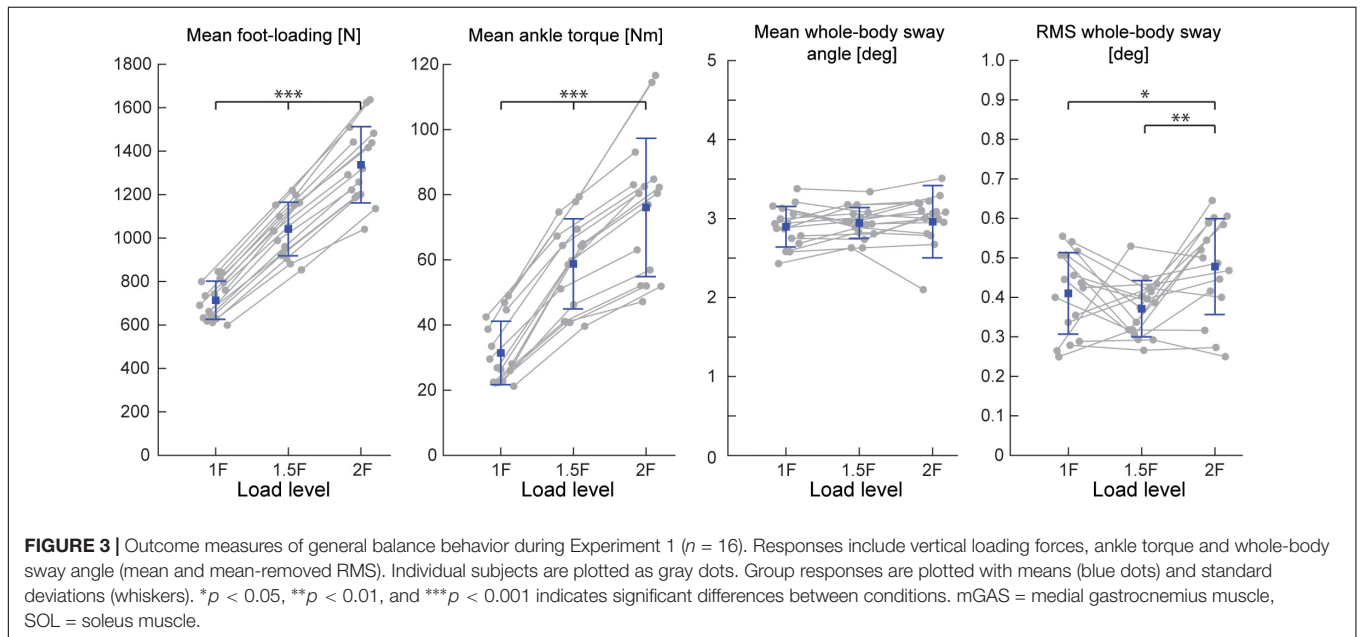 Mean foot-loading [N]
1800
1600
1400
1200
1000
800
600
400
200
0
***
1F 1.5F 2F
Load level
Mean ankle torque [Nm]
120
100
80
60
40
20
0
***
1F 1.5F 2F
Load level
Mean whole-body sway
angle [deg]
5
4
3
2
1
0
1F 1.5F 2F
Load level
RMS whole-body sway
[deg]
1.0
0.9
0.8
0.7
0.6
0.5
0.4
0.3
0.2
0.1
0
*
**
1F 1.5F 2F
Load level
FIGURE 3 | Outcome measures of general balance behavior during Experiment 1 (n = 16). Responses include vertical loading forces, ankle torque and whole-body
sway angle (mean and mean-removed RMS). Individual subjects are plotted as gray dots. Group responses are plotted with means (blue dots) and standard
deviations (whiskers). *p < 0.05, **p < 0.01, and ***p < 0.001 indicates significant differences between conditions. mGAS = medial gastrocnemius muscle,
SOL = soleus muscle.